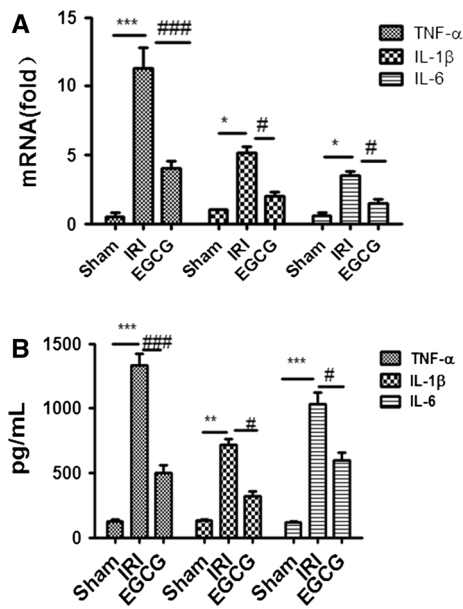 A
mRNA(fold)
15
10
5
0
*** ###
* #
* #
TNF-α
IL-1β
IL-6
Sham IRI EGCG Sham IRI EGCG Sham IRI EGCG
B
pg/mL
1500
1000
500
0
*** ###
** #
*** #
TNF-α
IL-1β
IL-6
Sham IRI EGCG Sham IRI EGCG Sham IRI EGCG